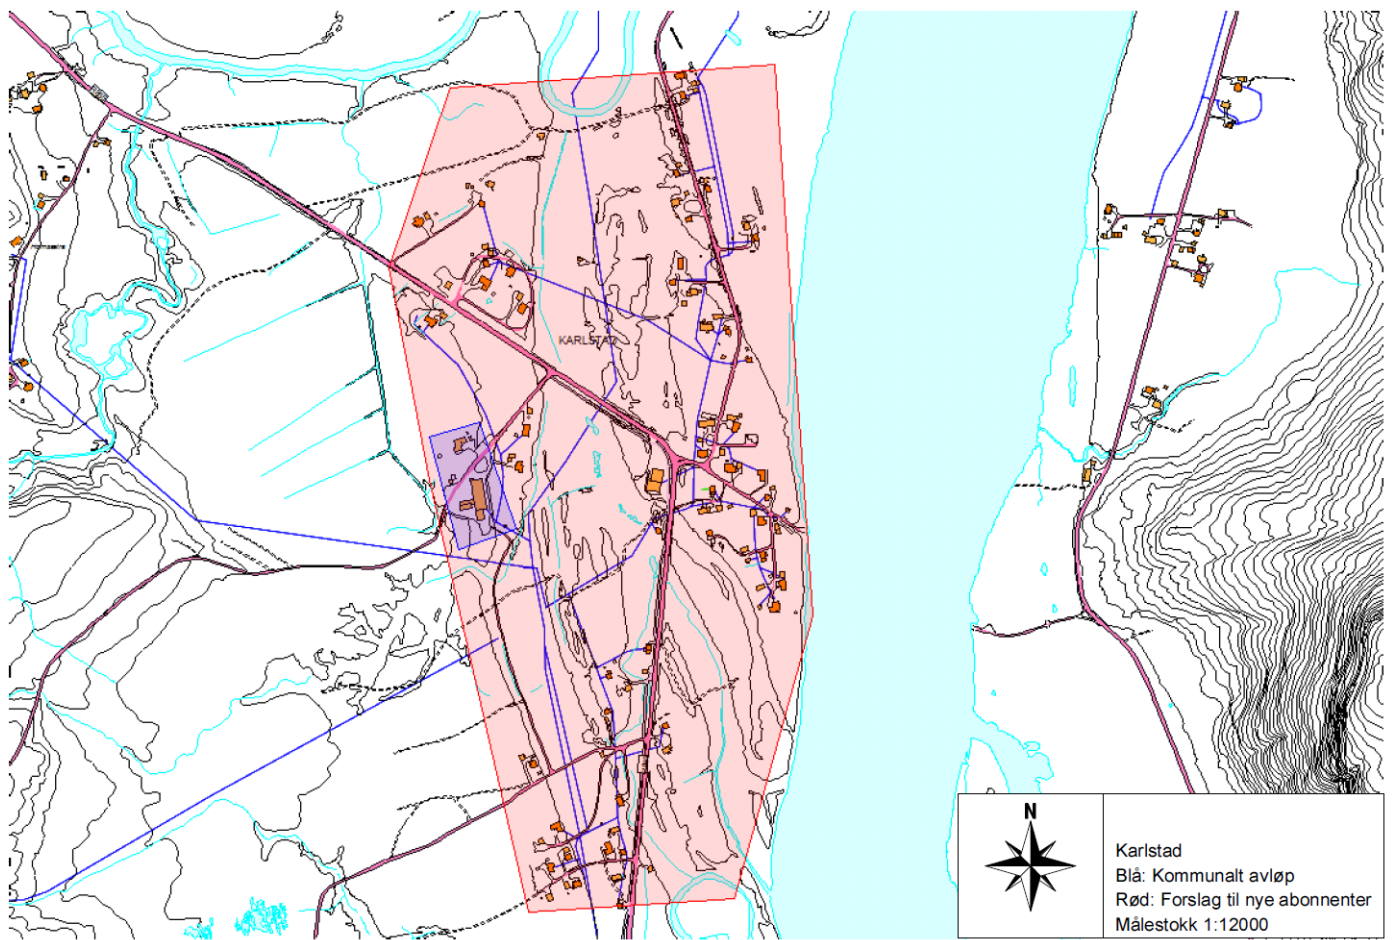 KARLSTAD
N
Karlstad
Blå: Kommunalt avløp
Rød: Forslag til nye abonnenter
Målestokk 1:12000